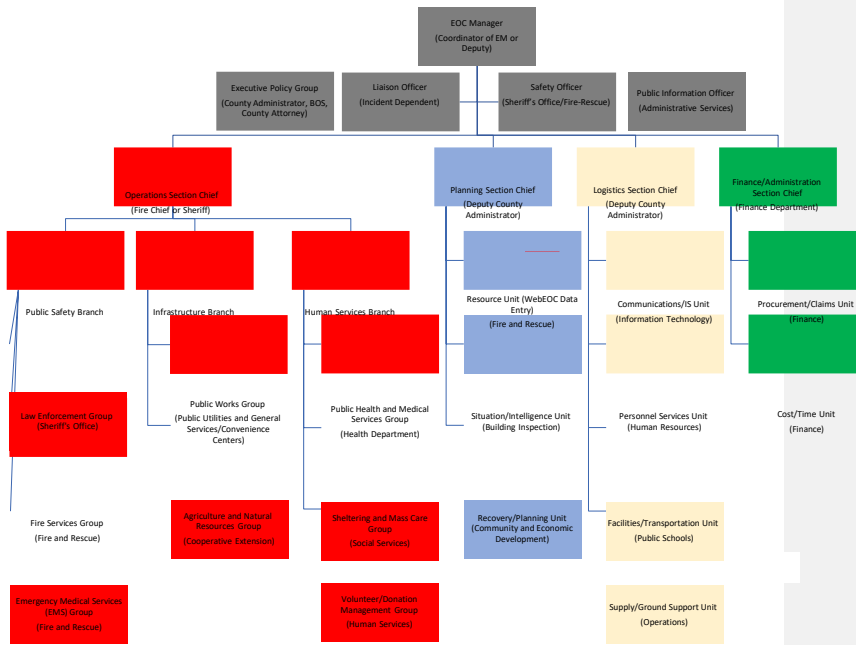 EOC Manager
(Coordinator of EM or
Deputy)
Executive Policy Group
(County Administrator, BOS,
County Attorney)
Liaison Officer
(Incident Dependent)
Safety Officer
(Sheriff's Office/Fire-Rescue)
Public Information Officer
(Administrative Services)
Operations Section Chief
(Fire Chief or Sheriff)
Planning Section Chief
(Deputy County
Administrator)
Logistics Section Chief
(Deputy County
Administrator)
Finance/Administration
Section Chief
(Finance Department)
Public Safety Branch
Infrastructure Branch
Human Services Branch
Resource Unit (WebEOC Data
Entry)
(Fire and Rescue)
Communications/IS Unit
(Information Technology)
Procurement/Claims Unit
(Finance)
Law Enforcement Group
(Sheriff's Office)
Public Works Group
(Public Utilities and General
Services/Convenience
Centers)
Public Health and Medical
Services Group
(Health Department)
Situation/Intelligence Unit
(Building Inspection)
Personnel Services Unit
(Human Resources)
Cost/Time Unit
(Finance)
Fire Services Group
(Fire and Rescue)
Agriculture and Natural
Resources Group
(Cooperative Extension)
Sheltering and Mass Care
Group
(Social Services)
Recovery/Planning Unit
(Community and Economic
Development)
Facilities/Transportation Unit
(Public Schools)
Emergency Medical Services
(EMS) Group
(Fire and Rescue)
Volunteer/Donation
Management Group
(Human Services)
Supply/Ground Support Unit
(Operations)